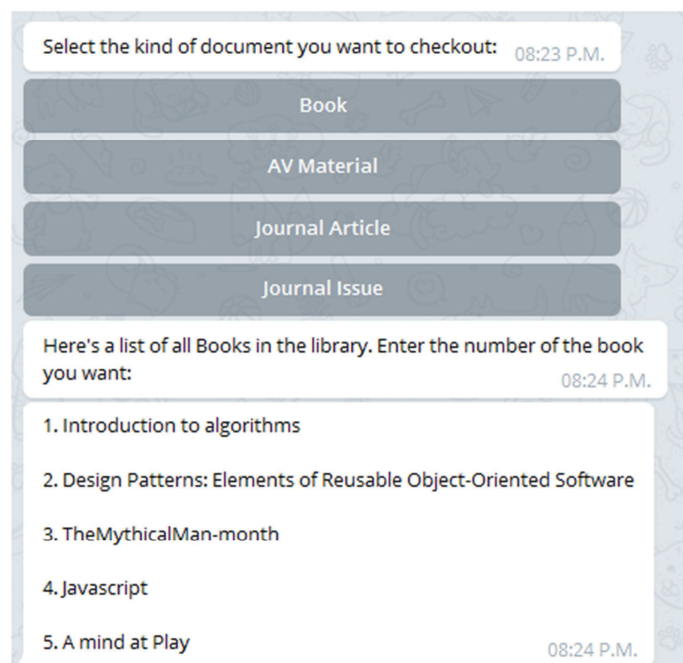 Select the kind of document you want to checkout:
08:23 P.M.
Book
AV Material
Journal Article
Journal Issue
Here's a list of all Books in the library. Enter the number of the book
you want:
08:24 P.M.
1. Introduction to algorithms
2. Design Patterns: Elements of Reusable Object-Oriented Software
3. TheMythicalMan-month
4. Javascript
5. A mind at Play
08:24 P.M.